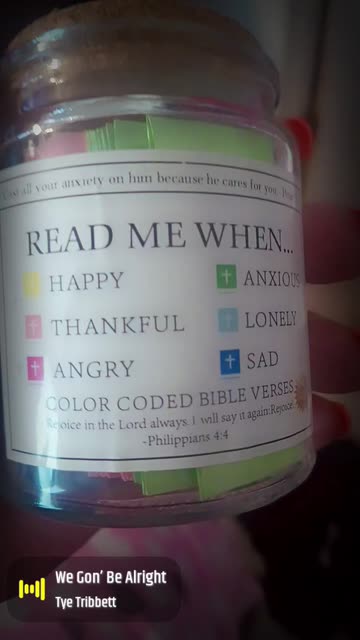 Cast all your anxiety on him because he cares for you.
READ ME WHEN...
HAPPY
ANXIOUS
THANKFUL
LONELY
ANGRY
SAD
COLOR CODED BIBLE VERSES
Rejoice in the Lord always. I will say it again:Rejoice!
-Philippians 4:4
We Gon' Be Alright
Tye Tribbett